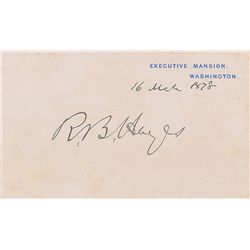 EXECUTIVE MANSION,
WASHINGTON.
16 Mch 1878
R. B. Hayes